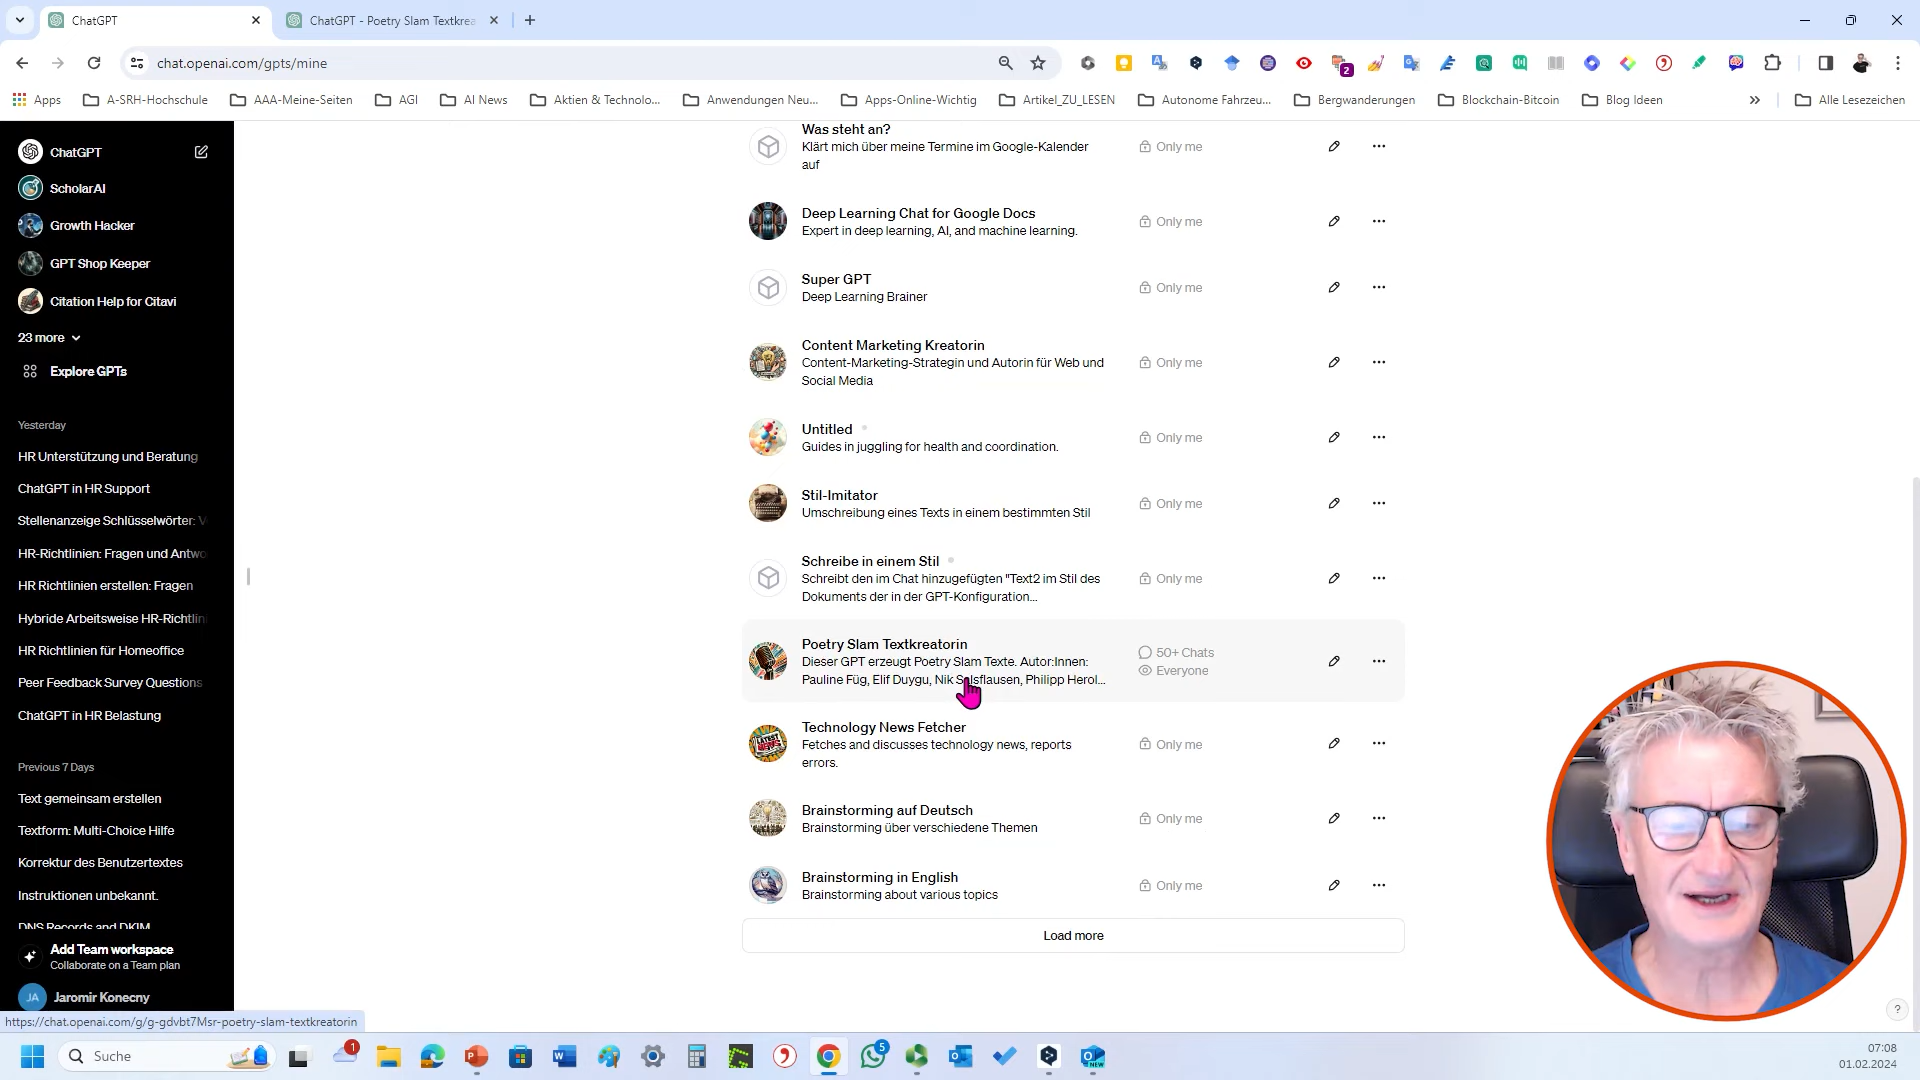 ChatGPT
ChatGPT - Poetry Slam Textkrea
chat.openai.com/gpts/mine
2
Apps
A-SRH-Hochschule
AAA-Meine-Seiten
AGI
AI News
Aktien & Technolo...
Anwendungen Neu...
Apps-Online-Wichtig
Artikel_ZU_LESEN
Autonome Fahrzeu...
Bergwanderungen
Blockchain-Bitcoin
Blog Ideen
Alle Lesezeichen
ChatGPT
ScholarAI
Growth Hacker
GPT Shop Keeper
Citation Help for Citavi
23 more
Explore GPTs
Yesterday
HR Unterstützung und Beratung
ChatGPT in HR Support
Stellenanzeige Schlüsselwörter: V
HR-Richtlinien: Fragen und Antwo
HR Richtlinien erstellen: Fragen
Hybride Arbeitsweise HR-Richtlin
HR Richtlinien für Homeoffice
Peer Feedback Survey Questions
ChatGPT in HR Belastung
Previous 7 Days
Text gemeinsam erstellen
Textform: Multi-Choice Hilfe
Korrektur des Benutzertextes
Instruktionen unbekannt.
DNS Records and DKIM
Add Team workspace
Collaborate on a Team plan
JA
Jaromir Konecny
https://chat.openai.com/g/g-gdvbt7Msr-poetry-slam-textkreatorin
Was steht an?
Klärt mich über meine Termine im Google-Kalender
auf
Only me
Deep Learning Chat for Google Docs
Expert in deep learning, AI, and machine learning.
Only me
Super GPT
Deep Learning Brainer
Only me
Content Marketing Kreatorin
Content-Marketing-Strategin und Autorin für Web und
Social Media
Only me
Untitled
Guides in juggling for health and coordination.
Only me
Stil-Imitator
Umschreibung eines Texts in einem bestimmten Stil
Only me
Schreibe in einem Stil
Schreibt den im Chat hinzugefügten "Text2 im Stil des
Dokuments der in der GPT-Konfiguration...
Only me
Poetry Slam Textkreatorin
Dieser GPT erzeugt Poetry Slam Texte. Autor:Innen:
Pauline Füg, Elif Duygu, Nik Salsflausen, Philipp Herol...
50+ Chats
Everyone
Technology News Fetcher
Fetches and discusses technology news, reports
errors.
Only me
LATEST
NEWS
Brainstorming auf Deutsch
Brainstorming über verschiedene Themen
Only me
Brainstorming in English
Brainstorming about various topics
Only me
Load more
?
Suche
1
5
NEW
07:08
01.02.2024